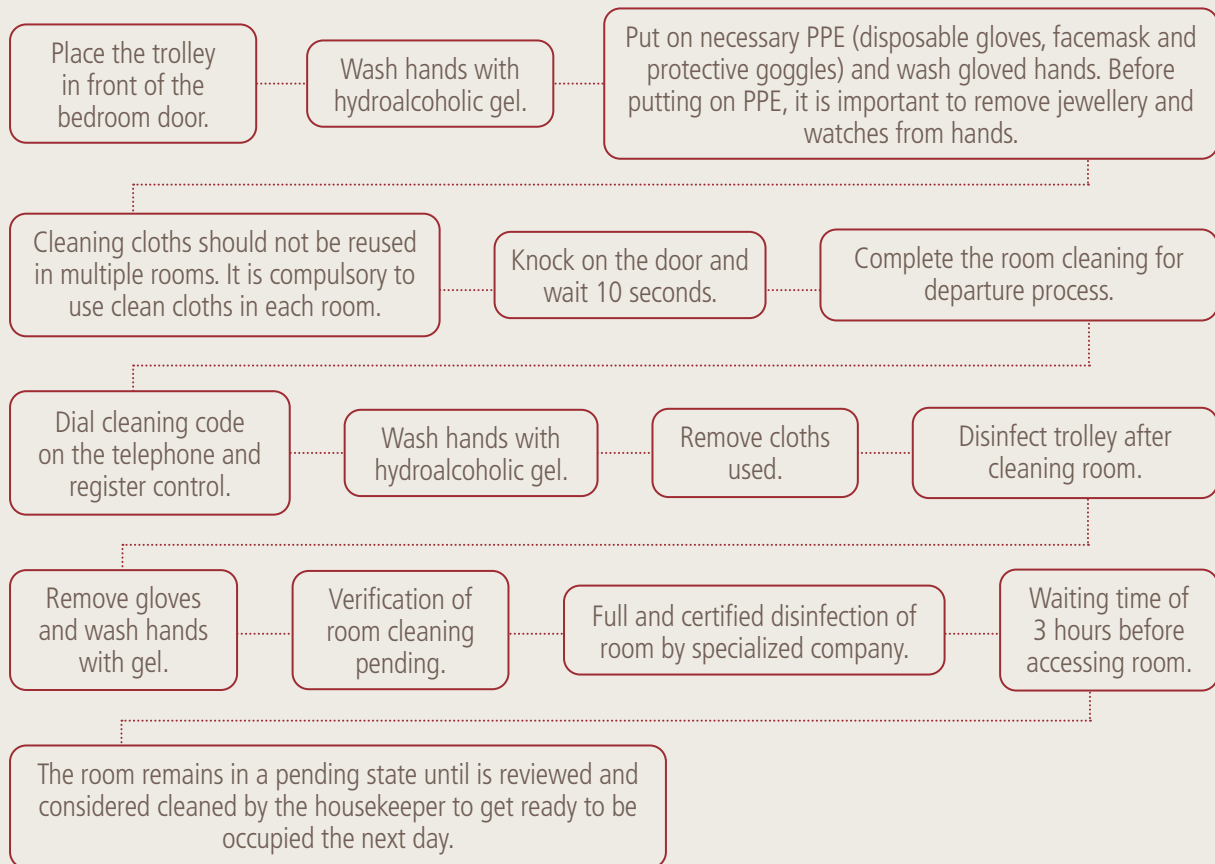 Place the trolley
in front of the
bedroom door.
Wash hands with
hydroalcoholic gel.
Put on necessary PPE (disposable gloves, facemask and
protective goggles) and wash gloved hands. Before
putting on PPE, it is important to remove jewellery and
watches from hands.
Cleaning cloths should not be reused
in multiple rooms. It is compulsory to
use clean cloths in each room.
Knock on the door and
wait 10 seconds.
Complete the room cleaning for
departure process.
Dial cleaning code
on the telephone and
register control.
Wash hands with
hydroalcoholic gel.
Remove cloths
used.
Disinfect trolley after
cleaning room.
Remove gloves
and wash hands
with gel.
Verification of
room cleaning
pending.
Full and certified disinfection of
room by specialized company.
Waiting time of
3 hours before
accessing room.
The room remains in a pending state until is reviewed and
considered cleaned by the housekeeper to get ready to be
occupied the next day.